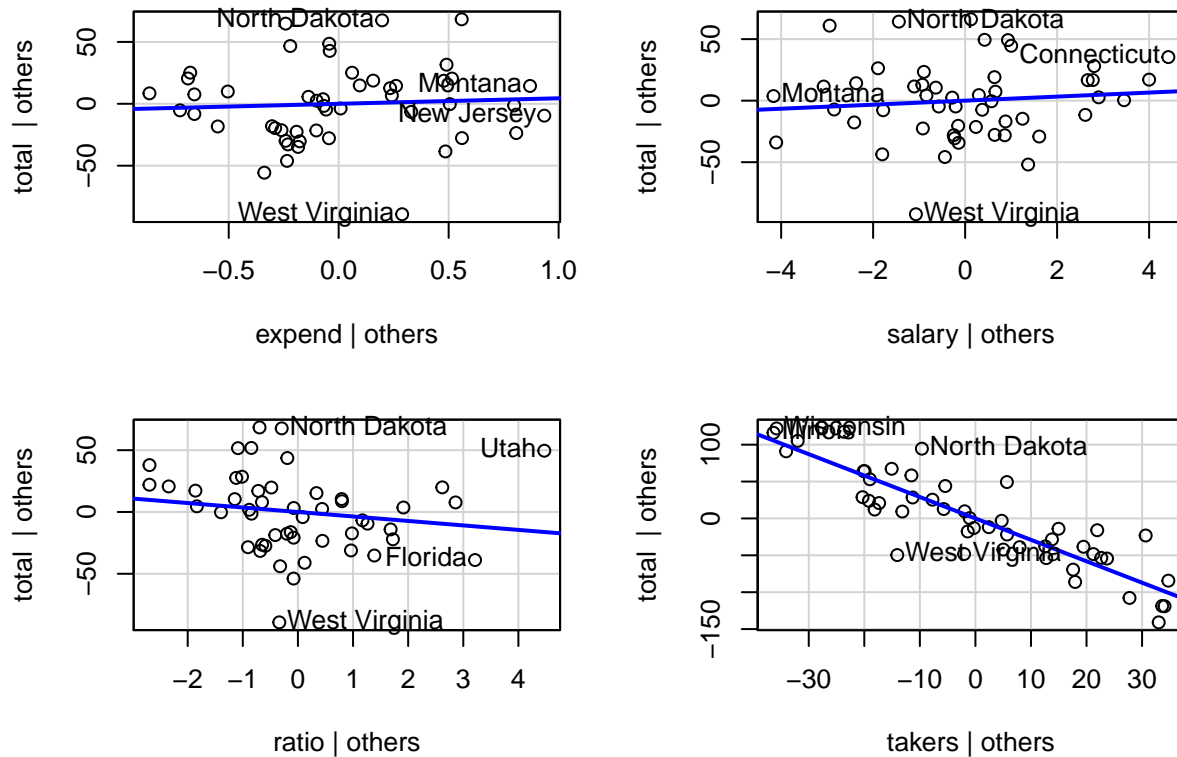 North Dakota
Montana
New Jersey
West Virginia
−50 0 50
total | others
−0.5 0.0 0.5 1.0
expend | others
North Dakota
Connecticut
Montana
West Virginia
−50 0 50
total | others
−4 −2 0 2 4
salary | others
North Dakota
Utah
Florida
West Virginia
−50 0 50
total | others
−2 −1 0 1 2 3 4
ratio | others
Wisconsin
Illinois
North Dakota
West Virginia
−150 0 100
total | others
−30 −10 0 10 20 30
takers | others